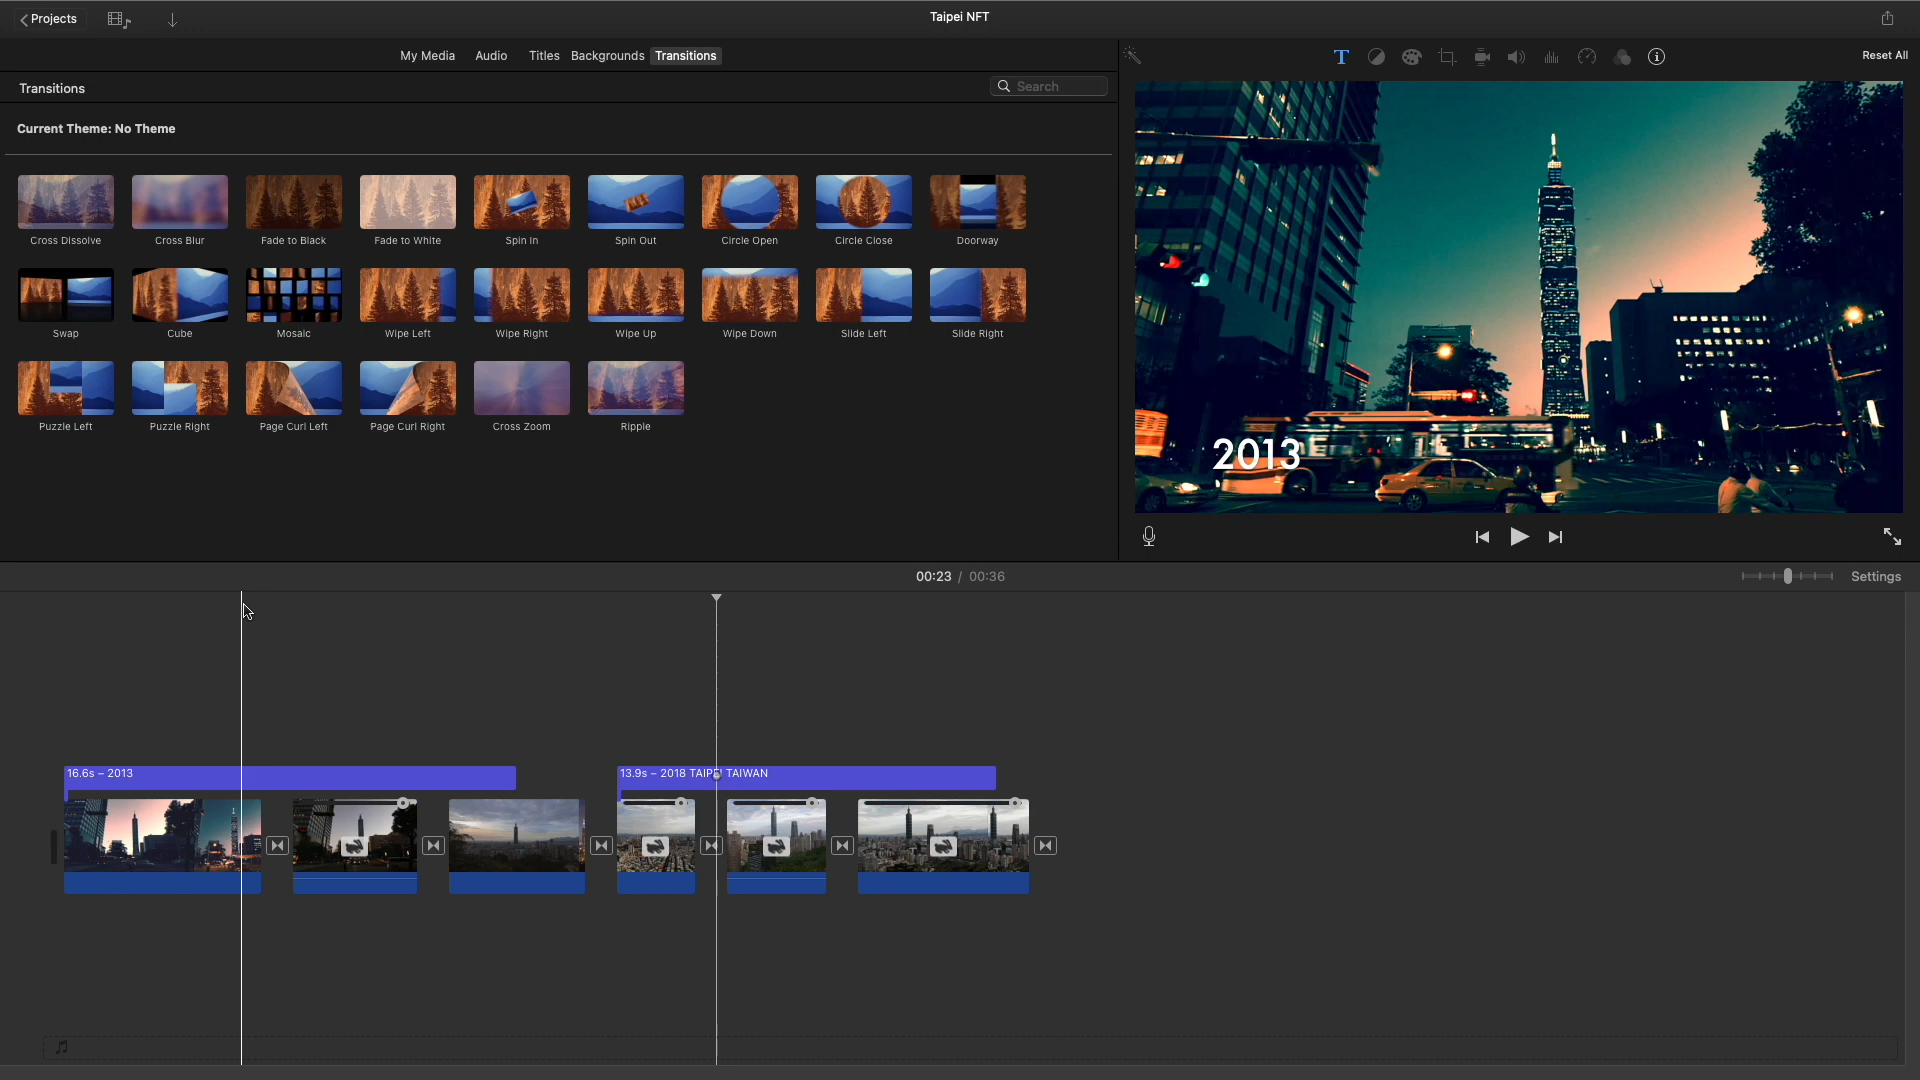 Projects
Taipei NFT
My Media
Audio
Titles
Backgrounds
Transitions
Reset All
Transitions
Search
Current Theme: No Theme
Cross Dissolve
Cross Blur
Fade to Black
Fade to White
Spin In
Spin Out
Circle Open
Circle Close
Doorway
Swap
Cube
Mosaic
Wipe Left
Wipe Right
Wipe Up
Wipe Down
Slide Left
Slide Right
Puzzle Left
Puzzle Right
Page Curl Left
Page Curl Right
Cross Zoom
Ripple
2013
00:23 / 00:36
Settings
16.6s – 2013
13.9s – 2018 TAIPEI TAIWAN